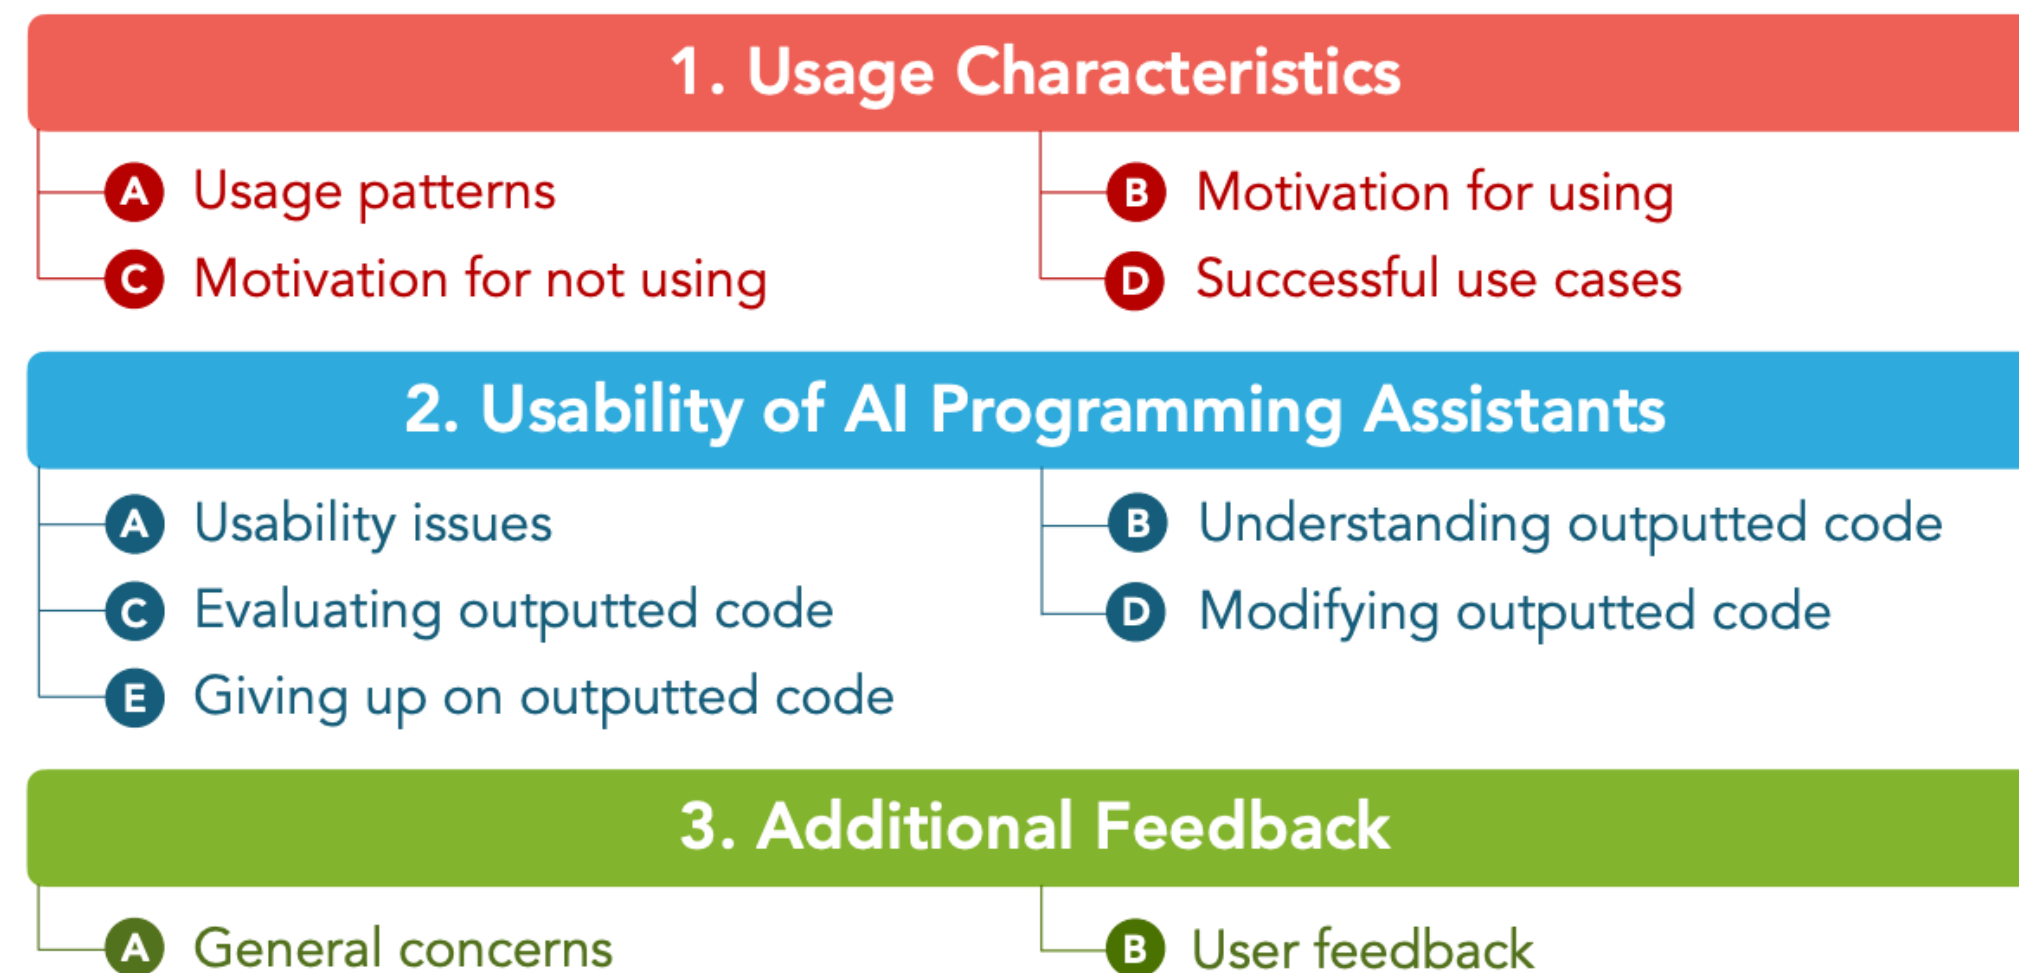 1. Usage Characteristics
A Usage patterns
B Motivation for using
C Motivation for not using
D Successful use cases
2. Usability of AI Programming Assistants
A Usability issues
B Understanding outputted code
C Evaluating outputted code
D Modifying outputted code
E Giving up on outputted code
3. Additional Feedback
A General concerns
B User feedback